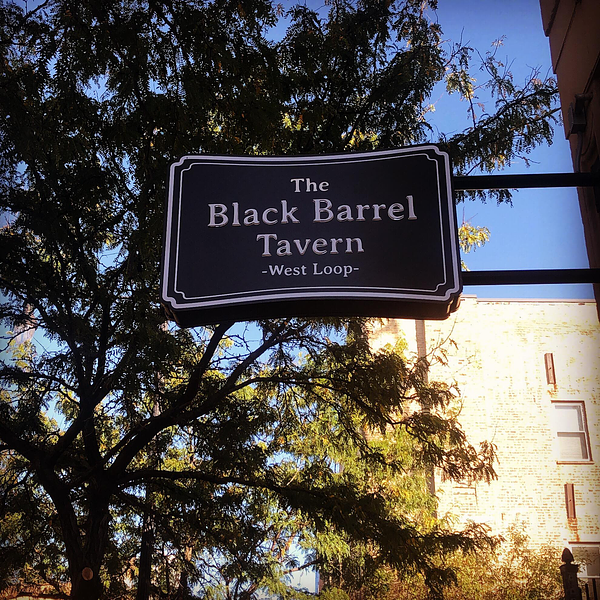 The
Black Barrel
Tavern
-West Loop-